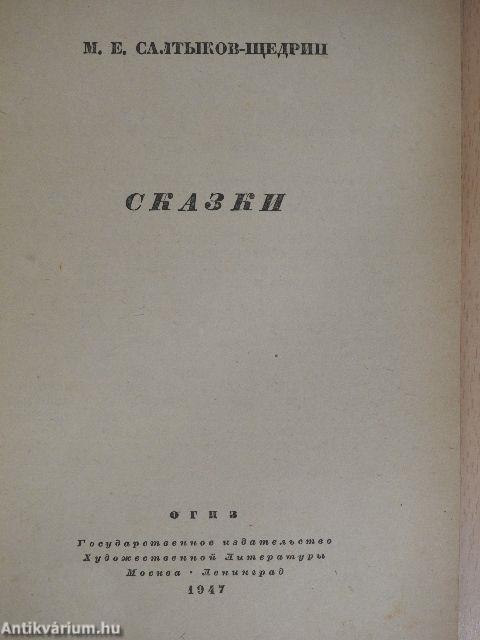 М. Е. САЛТЫКОВ-ЩЕДРИН
СКАЗКИ
ОГИЗ
Государственное издательство
Художественной Литературы
Москва · Ленинград
1947
Antikvárium.hu